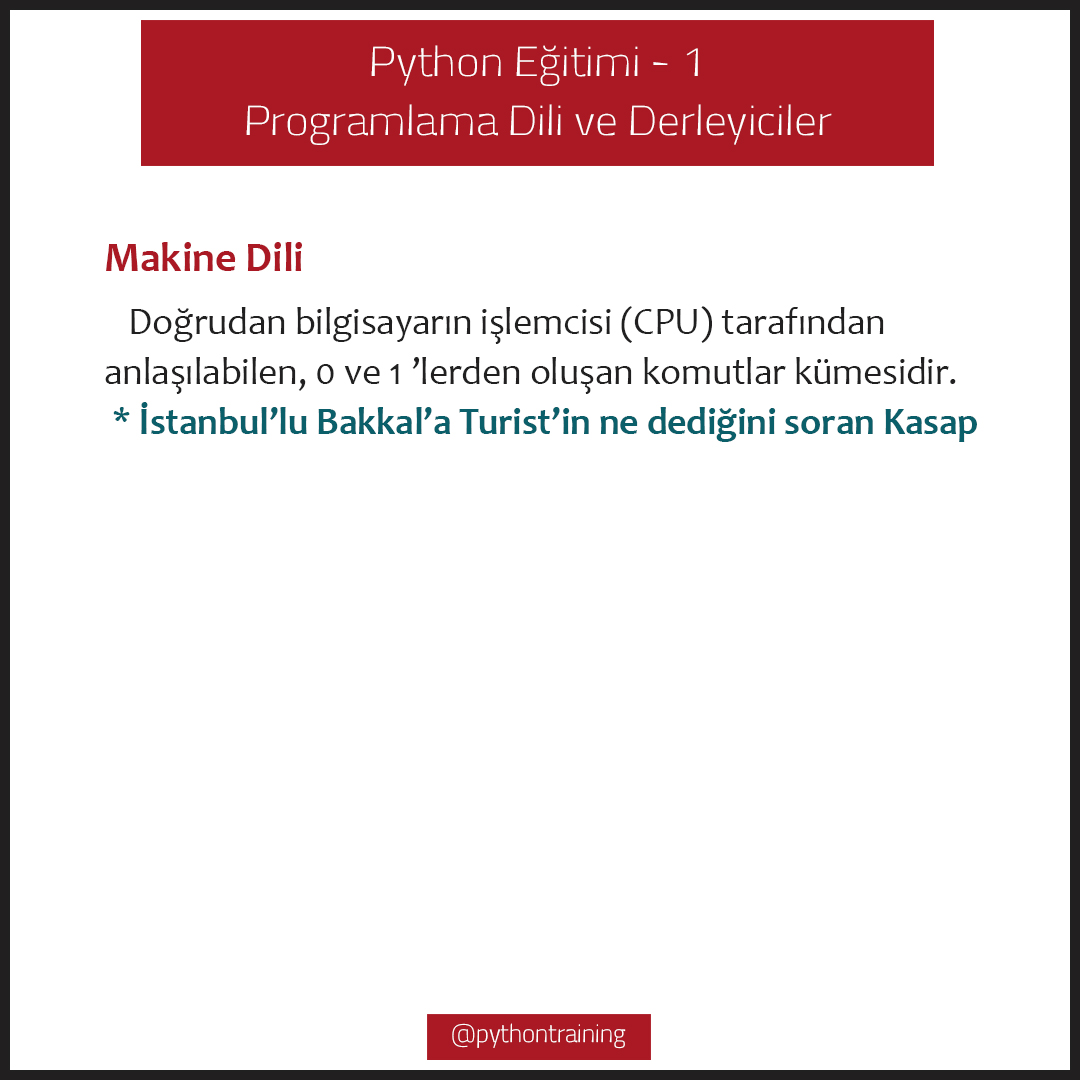 Python Eğitimi - 1
Programlama Dili ve Derleyiciler
Makine Dili
Doğrudan bilgisayarın işlemcisi (CPU) tarafından
anlaşılabilen, 0 ve 1 ’lerden oluşan komutlar kümesidir.
* İstanbul’lu Bakkal’a Turist’in ne dediğini soran Kasap
@pythontraining